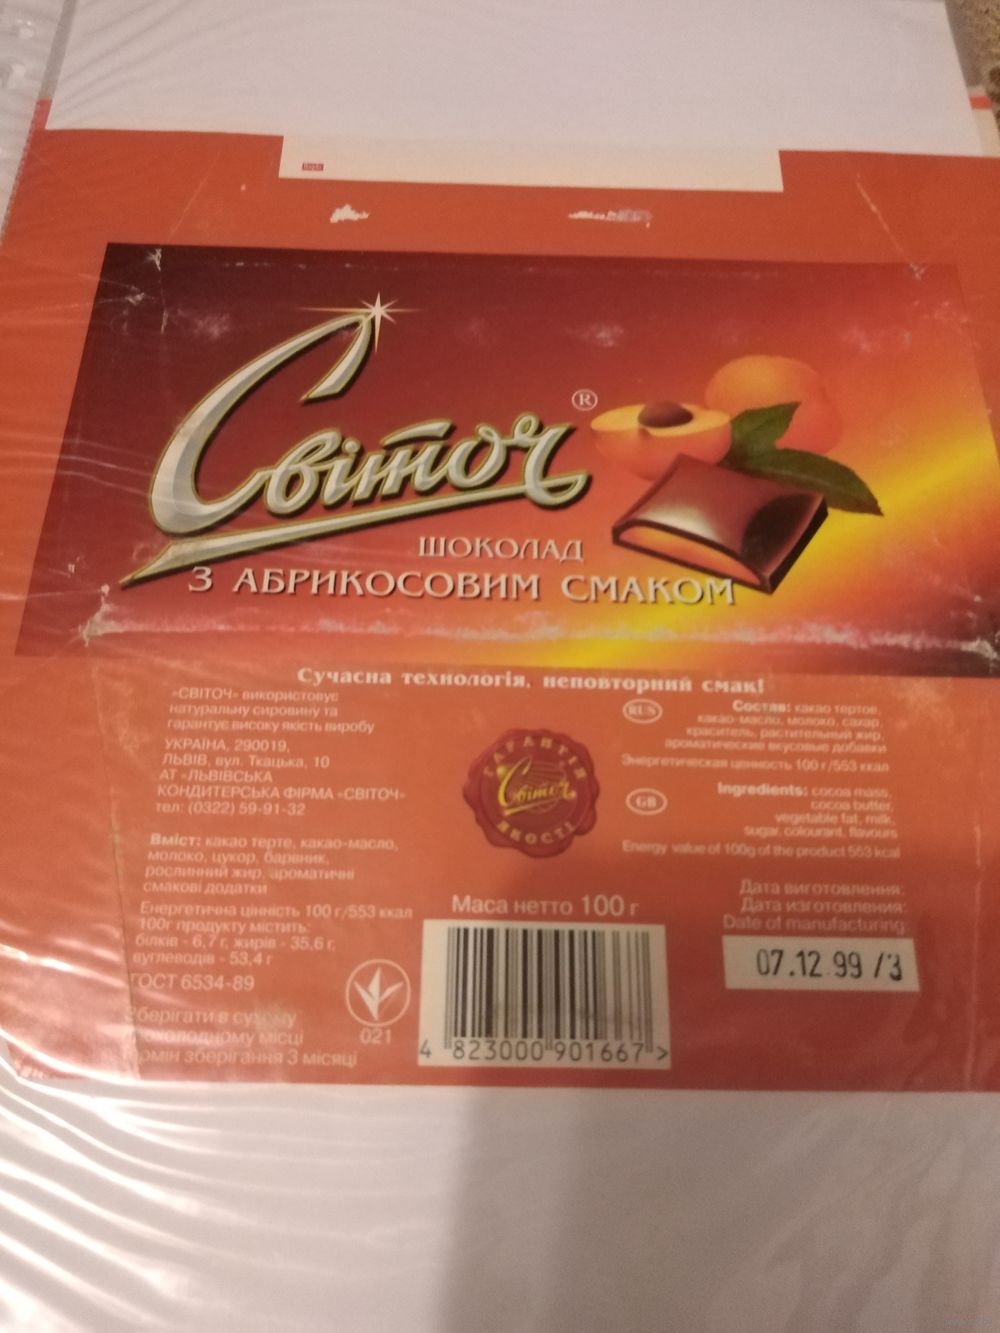 Світоч
®
ШОКОЛАД
З АБРИКОСОВИМ СМАКОМ
Сучасна технологія, неповторний смак!
«СВІТОЧ» використовує
натуральну сировину та
гарантує високу якість виробу
УКРАЇНА, 290019,
ЛЬВІВ, вул. Ткацька, 10
АТ «ЛЬВІВСЬКА
КОНДИТЕРСЬКА ФІРМА «СВІТОЧ»
тел: (0322) 59-91-32
Вміст: какао терте, какао-масло,
молоко, цукор, барвник,
рослинний жир, ароматичні
смакові додатки
Енергетична цінність 100 г/553 ккал
100г продукту містить:
білків - 6,7 г, жирів - 35,6 г,
вуглеводів - 53,4 г
ГОСТ 6534-89
Зберігати в сухому
прохолодному місці
Термін зберігання 3 місяці
021
ГАРАНТІЯ
Світоч
ЯКОСТІ
RUS
Состав: какао тертое,
какао-масло, молоко, сахар,
краситель, растительный жир,
ароматические вкусовые добавки
Энергетическая ценность 100 г/553 ккал
GB
Ingredients: cocoa mass,
cocoa butter,
vegetable fat, milk,
sugar, colourant, flavours
Energy value of 100g of the product 553 kcal
Маса нетто 100 г
4 823000 901667 >
Дата виготовлення:
Дата изготовления:
Date of manufacturing:
07.12 99 /3